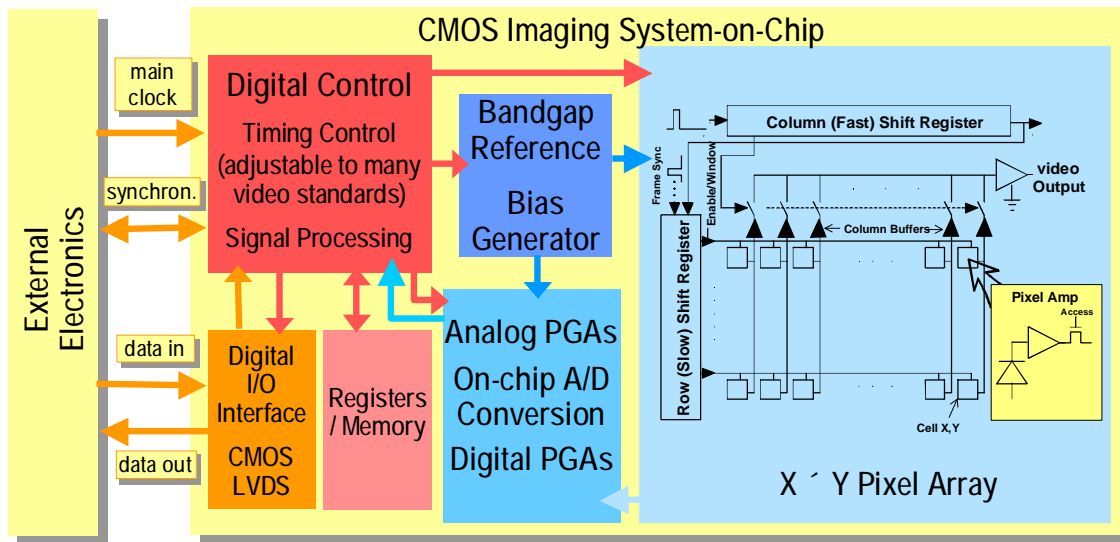 CMOS Imaging System-on-Chip
External
Electronics
main
clock
synchron.
data in
data out
Digital Control
Timing Control
(adjustable to many
video standards)
Signal Processing
Bandgap
Reference
Bias
Generator
Digital
I/O
Interface
CMOS
LVDS
Registers
/ Memory
Analog PGAs
On-chip A/D
Conversion
Digital PGAs
Column (Fast) Shift Register
Frame Sync
Enable/Window
video
Output
Row (Slow) Shift Register
Column Buffers
Pixel Amp
Access
Cell X,Y
X ´ Y Pixel Array